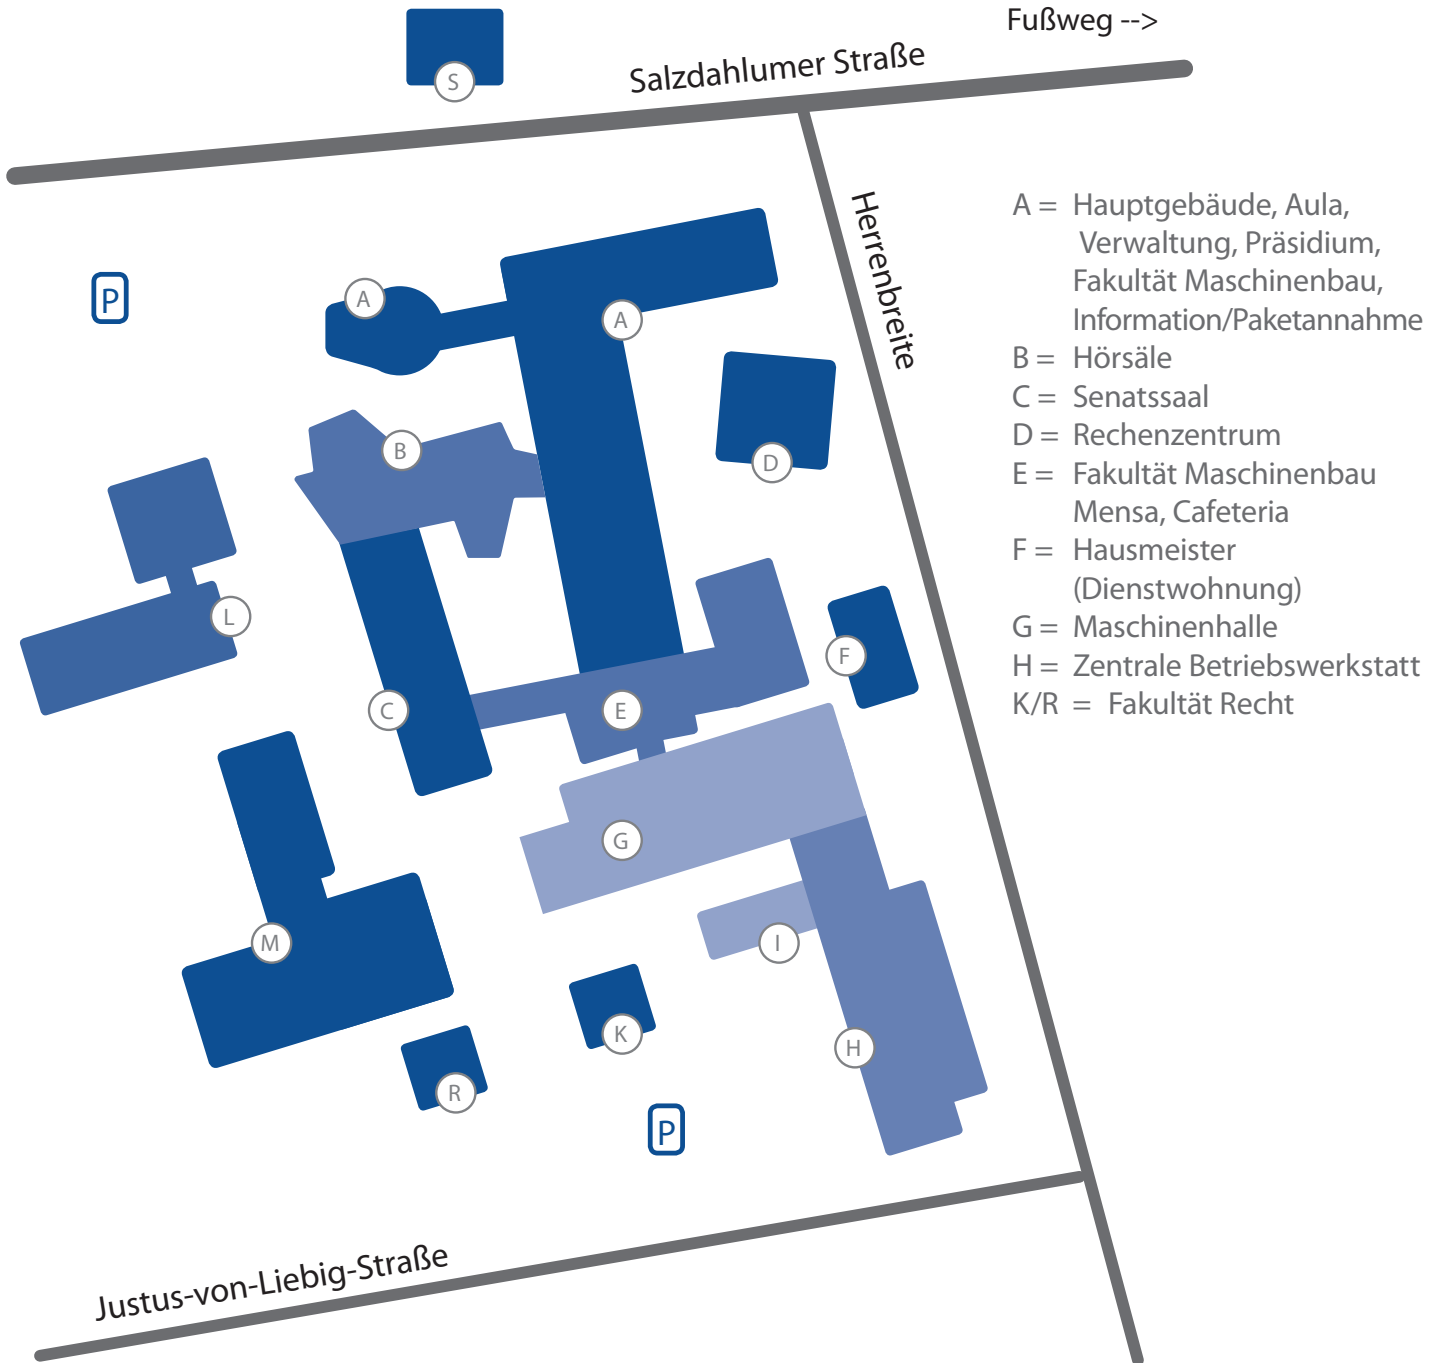 Fußweg -->
S
Salzdahlumer Straße
Herrenbreite
P
A
A
B
D
L
C
E
F
G
M
I
K
H
R
P
Justus-von-Liebig-Straße
A = Hauptgebäude, Aula,
Verwaltung, Präsidium,
Fakultät Maschinenbau,
Information/Paketannahme
B = Hörsäle
C = Senatssaal
D = Rechenzentrum
E = Fakultät Maschinenbau
Mensa, Cafeteria
F = Hausmeister
(Dienstwohnung)
G = Maschinenhalle
H = Zentrale Betriebswerkstatt
K/R = Fakultät Recht